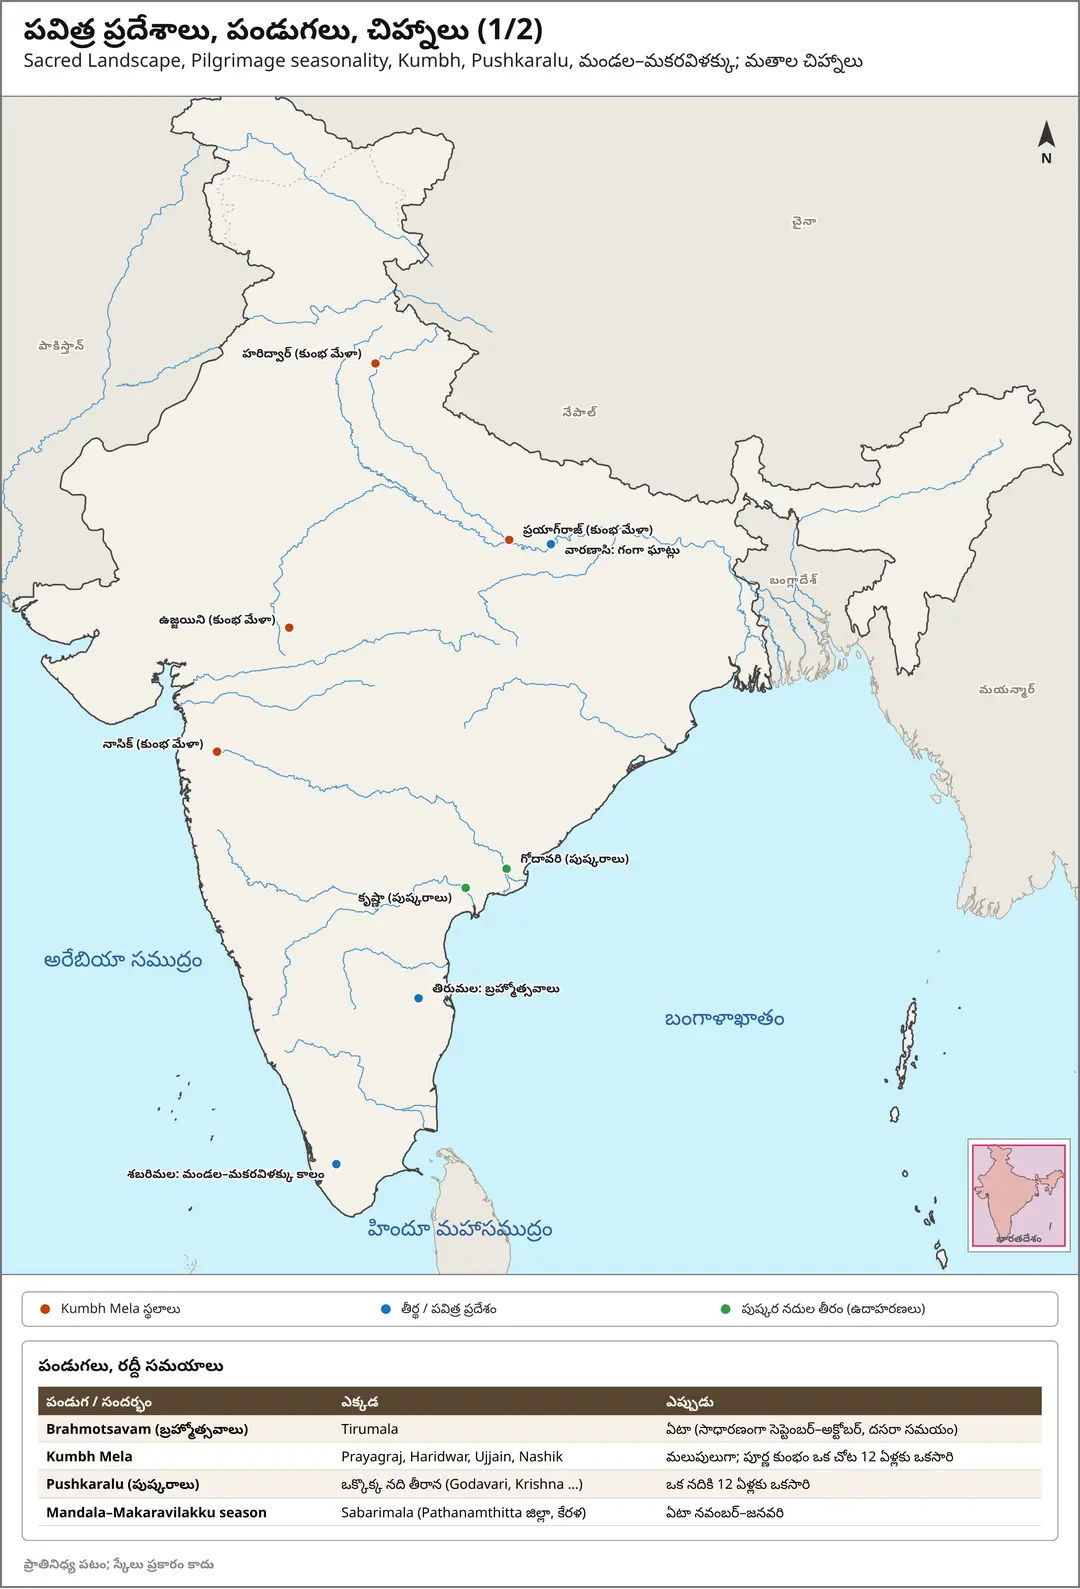 పవిత్ర ప్రదేశాలు, పండుగలు, చిహ్నాలు (1/2)
Sacred Landscape, Pilgrimage seasonality, Kumbh, Pushkaralu, మండల–మకరవిళక్కు; మతాల చిహ్నాలు
N
చైనా
పాకిస్తాన్
హరిద్వార్ (కుంభ మేళా)
నేపాల్
ప్రయాగ్‌రాజ్ (కుంభ మేళా)
వారణాసి: గంగా ఘాట్లు
బంగ్లాదేశ్
ఉజ్జయిని (కుంభ మేళా)
మయన్మార్
నాసిక్ (కుంభ మేళా)
గోదావరి (పుష్కరాలు)
కృష్ణా (పుష్కరాలు)
అరేబియా సముద్రం
తిరుమల: బ్రహ్మోత్సవాలు
బంగాళాఖాతం
శబరిమల: మండల–మకరవిళక్కు కాలం
హిందూ మహాసముద్రం
భారతదేశం
Kumbh Mela స్థలాలు
తీర్థ / పవిత్ర ప్రదేశం
పుష్కర నదుల తీరం (ఉదాహరణలు)
పండుగలు, రద్దీ సమయాలు
పండుగ / సందర్భం ఎక్కడ ఎప్పుడు
Brahmotsavam (బ్రహ్మోత్సవాలు) Tirumala ఏటా (సాధారణంగా సెప్టెంబర్–అక్టోబర్, దసరా సమయం)
Kumbh Mela Prayagraj, Haridwar, Ujjain, Nashik మలుపులుగా; పూర్ణ కుంభం ఒక చోట 12 ఏళ్లకు ఒకసారి
Pushkaralu (పుష్కరాలు) ఒక్కొక్క నది తీరాన (Godavari, Krishna ...) ఒక నదికి 12 ఏళ్లకు ఒకసారి
Mandala–Makaravilakku season Sabarimala (Pathanamthitta జిల్లా, కేరళ) ఏటా నవంబర్–జనవరి
ప్రాతినిధ్య పటం; స్కేలు ప్రకారం కాదు